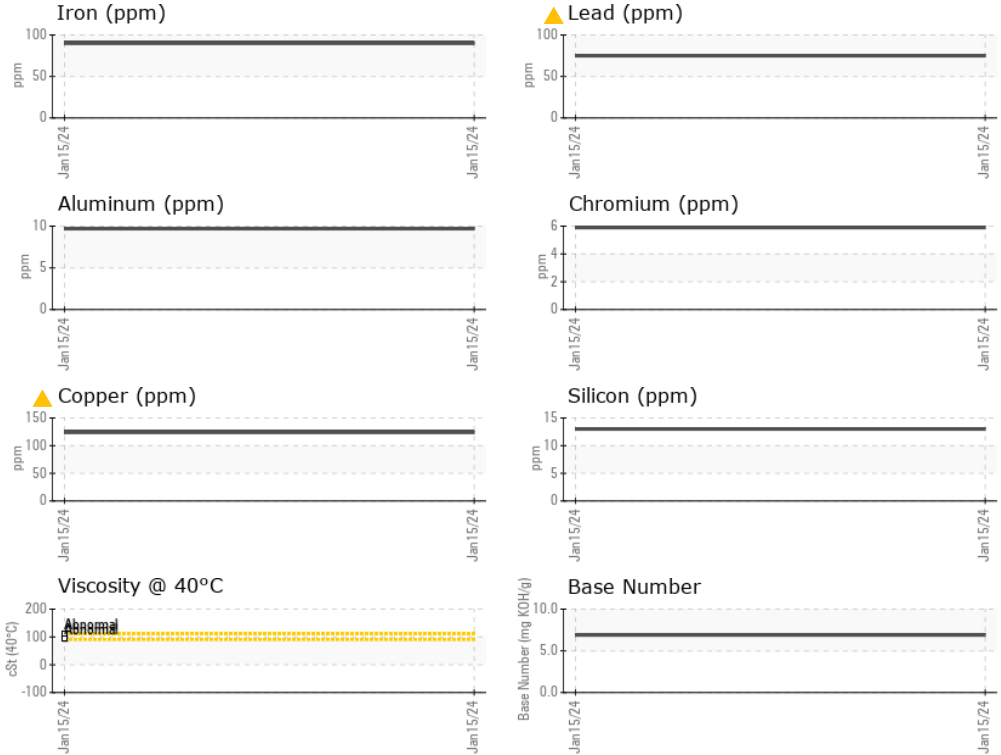 Iron (ppm)
100
50
0
ppm
Jan15/24
Jan15/24
Lead (ppm)
100
50
0
ppm
Jan15/24
Jan15/24
Aluminum (ppm)
10
5
0
ppm
Jan15/24
Jan15/24
Chromium (ppm)
6
4
2
0
ppm
Jan15/24
Jan15/24
Copper (ppm)
150
100
50
0
ppm
Jan15/24
Jan15/24
Silicon (ppm)
15
10
5
0
ppm
Jan15/24
Jan15/24
Viscosity @ 40°C
200
100
0
-100
cSt (40°C)
Abnormal
Abnormal
Jan15/24
Jan15/24
Base Number
10.0
5.0
0.0
Base Number (mg KOH/g)
Jan15/24
Jan15/24